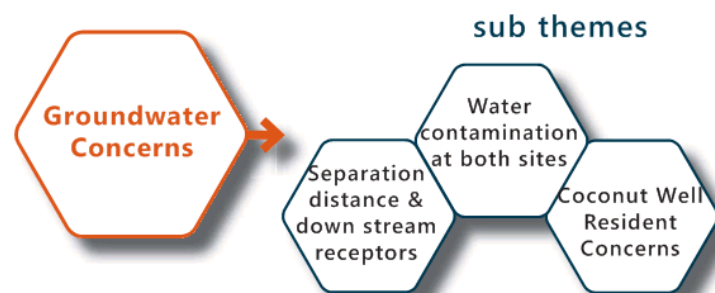 sub themes
Groundwater
Concerns
Water
contamination
at both sites
Separation
distance &
down stream
receptors
Coconut Well
Resident
Concerns